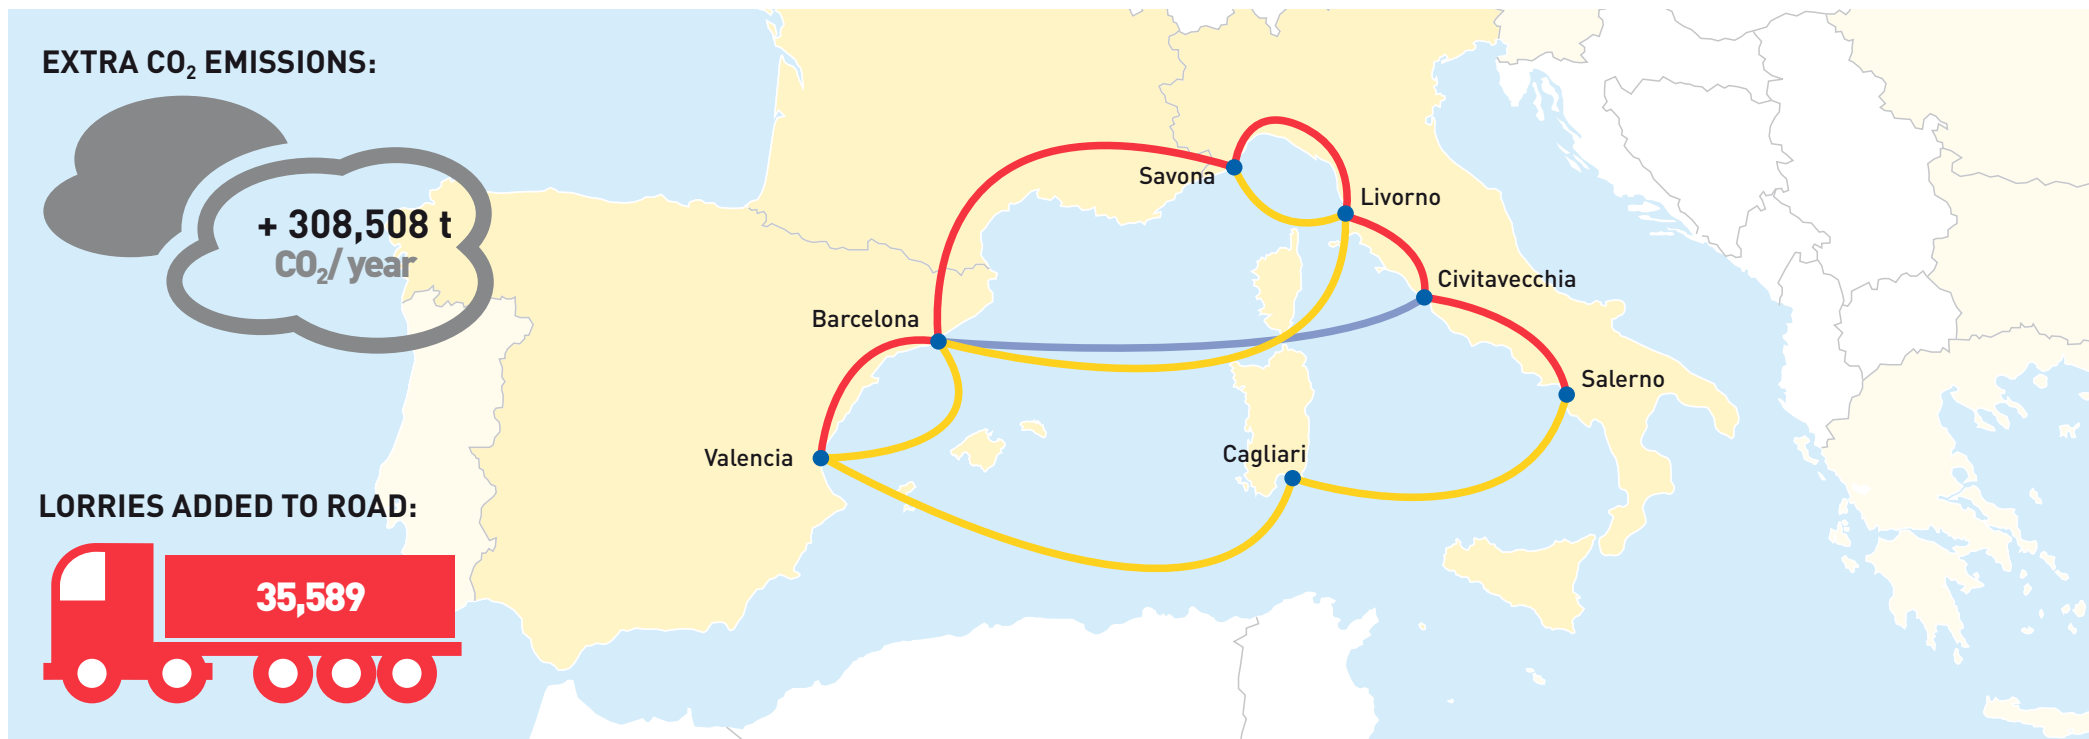 EXTRA CO₂ EMISSIONS:
+ 308,508 t
CO₂/ year
LORRIES ADDED TO ROAD:
35,589
Savona
Livorno
Civitavecchia
Barcelona
Salerno
Valencia
Cagliari